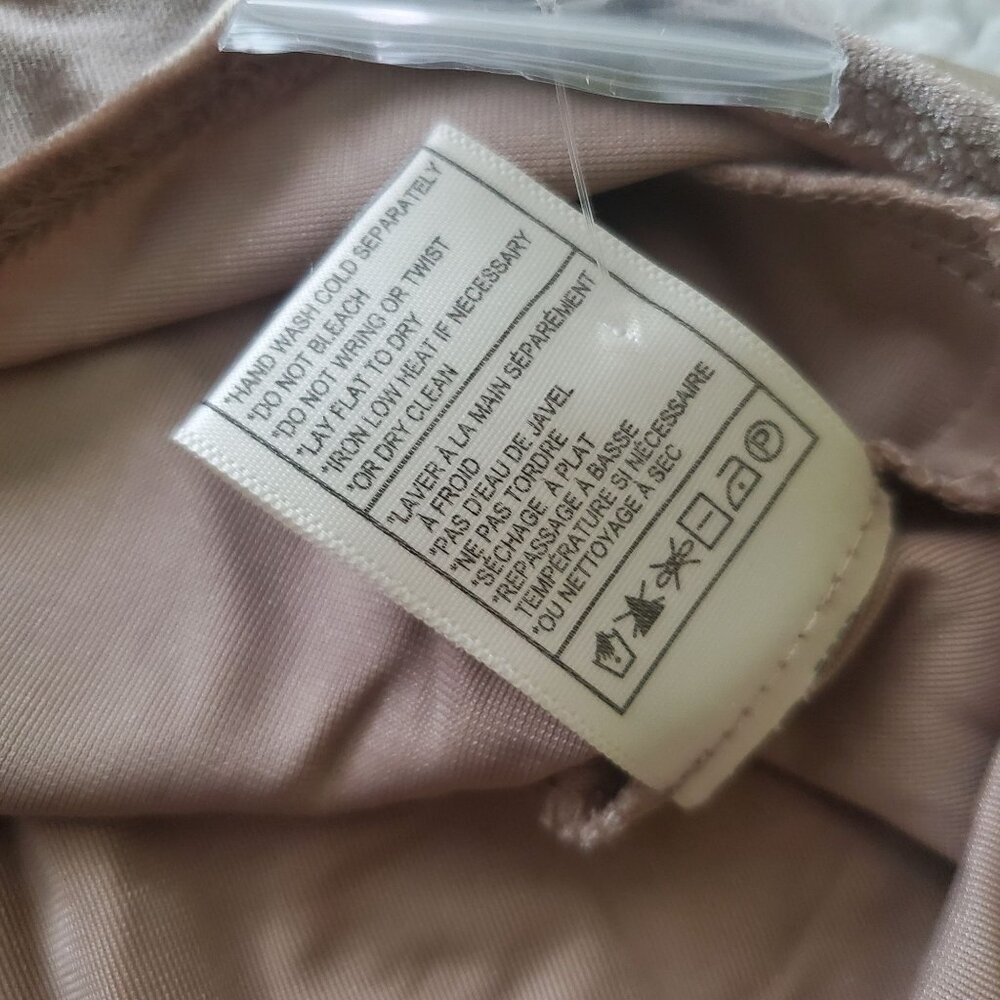 *HAND WASH COLD SEPARATELY
*DO NOT BLEACH
*DO NOT WRING OR TWIST
*LAY FLAT TO DRY
*IRON LOW HEAT IF NECESSARY
*OR DRY CLEAN
*LAVER À LA MAIN SÉPARÉMENT
À FROID
*PAS D'EAU DE JAVEL
*NE PAS TORDRE
*SÉCHAGE À PLAT
*REPASSAGE À BASSE
TEMPÉRATURE SI NÉCESSAIRE
*OU NETTOYAGE À SEC
P